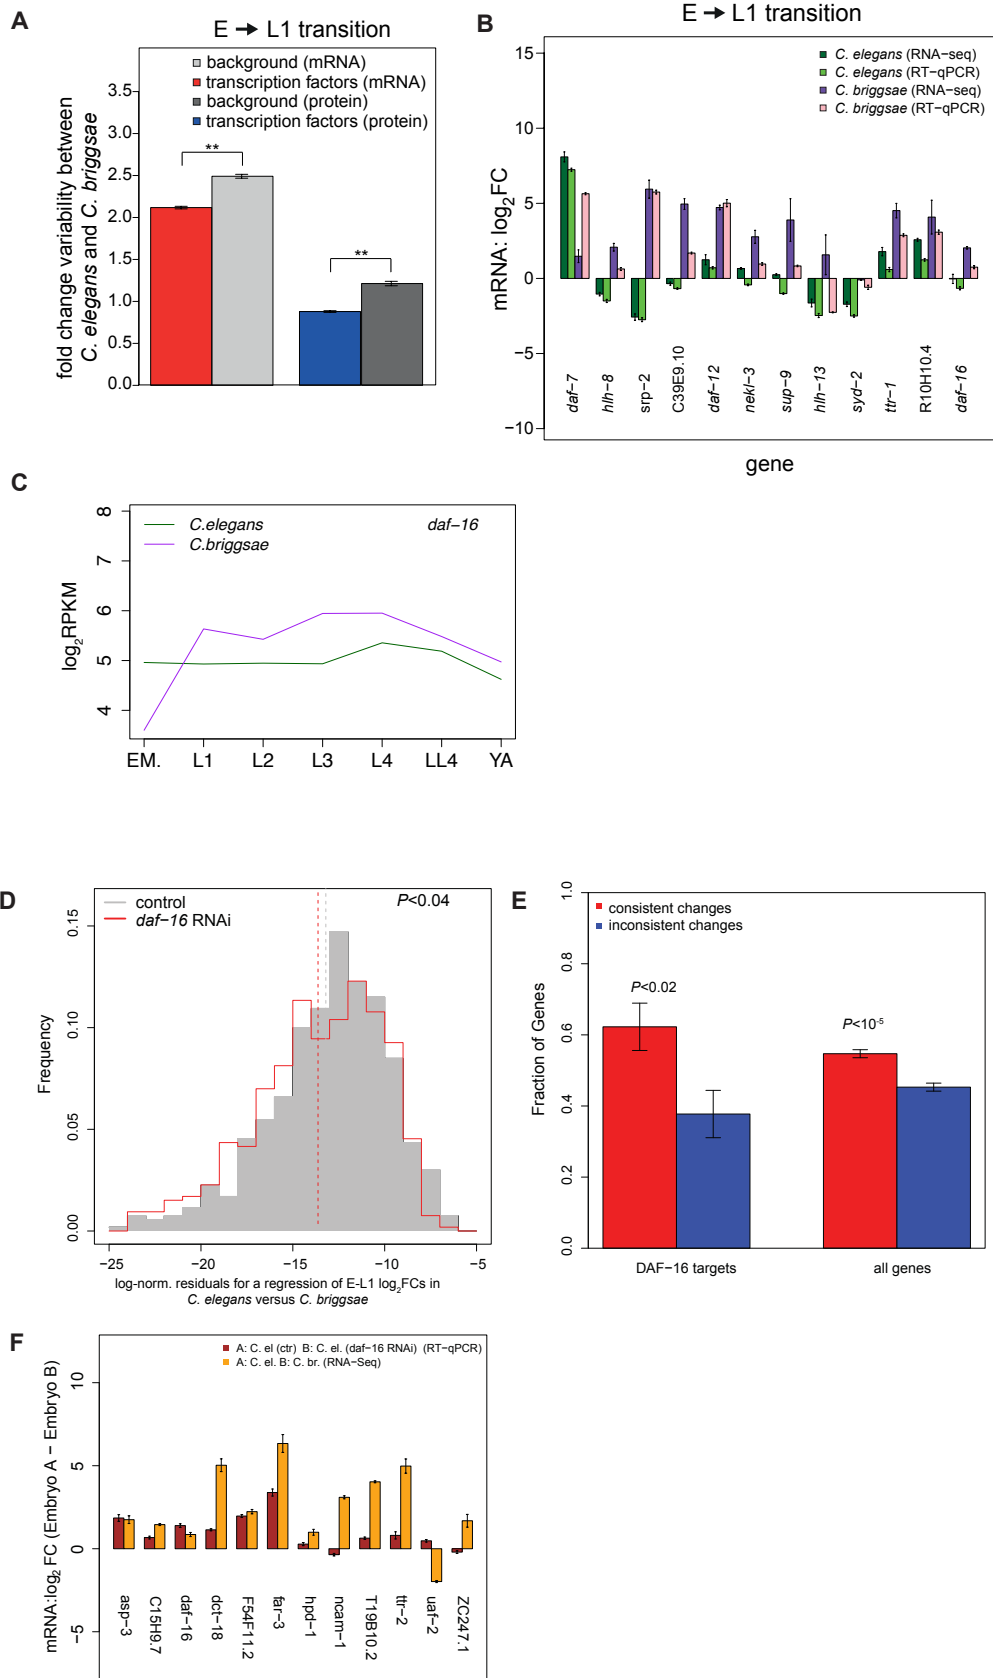 A
E → L1 transition
background (mRNA)
transcription factors (mRNA)
background (protein)
transcription factors (protein)
fold change variability between
C. elegans and C. briggsae
3.5
3.0
2.5
2.0
1.5
1.0
0.5
0.0
**
**
B
E → L1 transition
C. elegans (RNA−seq)
C. elegans (RT−qPCR)
C. briggsae (RNA−seq)
C. briggsae (RT−qPCR)
mRNA: log2FC
15
10
5
0
−5
−10
daf−7
hlh−8
srp−2
C39E9.10
daf−12
nekl−3
sup−9
hlh−13
syd−2
ttr−1
R10H10.4
daf−16
gene
C
C.elegans
C.briggsae
daf−16
log2RPKM
8
7
6
5
4
EM.
L1
L2
L3
L4
LL4
YA
D
control
daf−16 RNAi
P<0.04
Frequency
0.15
0.10
0.05
0.00
−25
−20
−15
−10
−5
log−norm. residuals for a regression of E-L1 log2FCs in
C. elegans versus C. briggsae
E
consistent changes
inconsistent changes
P<0.02
P<10-5
Fraction of Genes
1.0
0.8
0.6
0.4
0.2
0.0
DAF−16 targets
all genes
F
A: C. el (ctr) B: C. el. (daf−16 RNAi) (RT−qPCR)
A: C. el. B: C. br. (RNA−Seq)
mRNA:log2 FC (Embryo A − Embryo B)
10
5
0
−5
asp−3
C15H9.7
daf−16
dct−18
F54F11.2
far−3
hpd−1
ncam−1
T19B10.2
ttr−2
uaf−2
ZC247.1